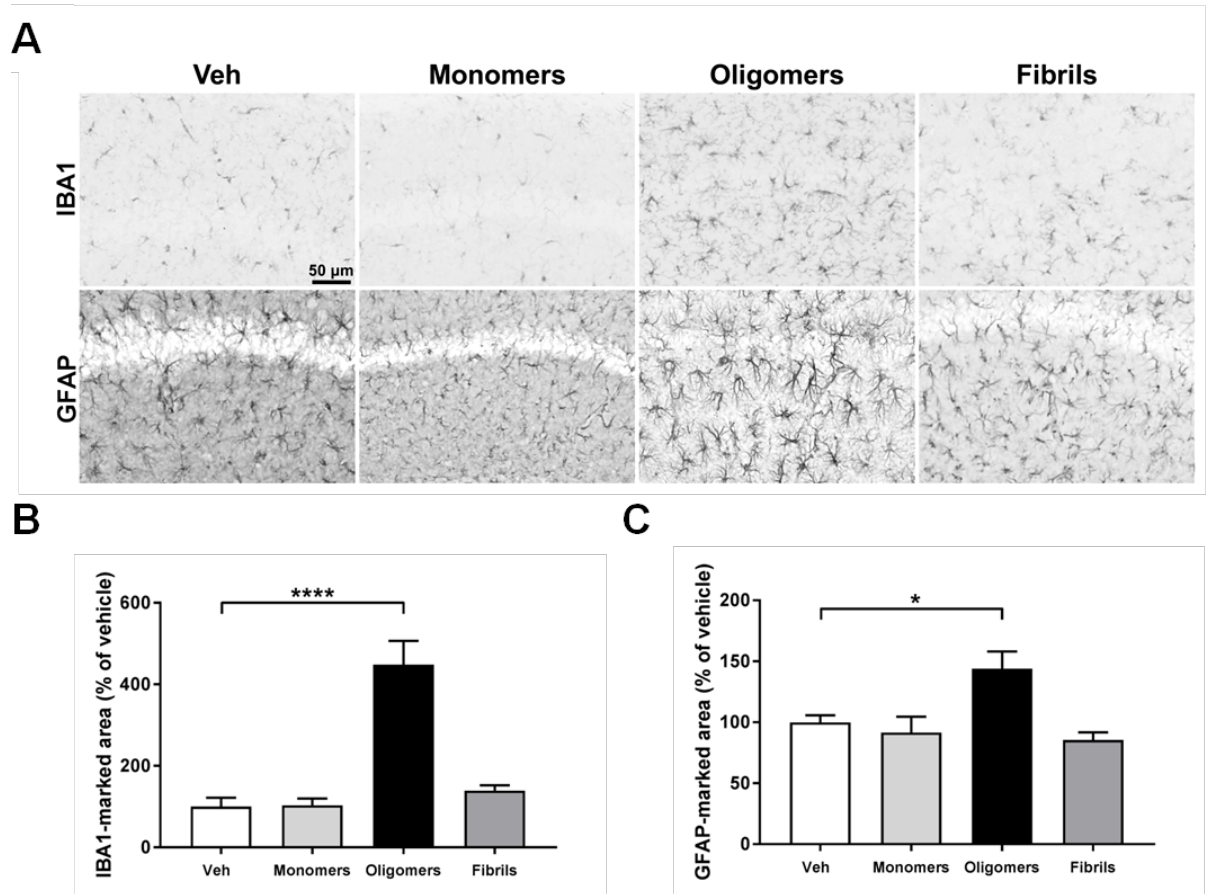 A
Veh Monomers Oligomers Fibrils
IBA1
50 µm
GFAP
B
IBA1-marked area (% of vehicle)
600
400
200
0
****
Veh Monomers Oligomers Fibrils
C
GFAP-marked area (% of vehicle)
200
150
100
50
0
*
Veh Monomers Oligomers Fibrils